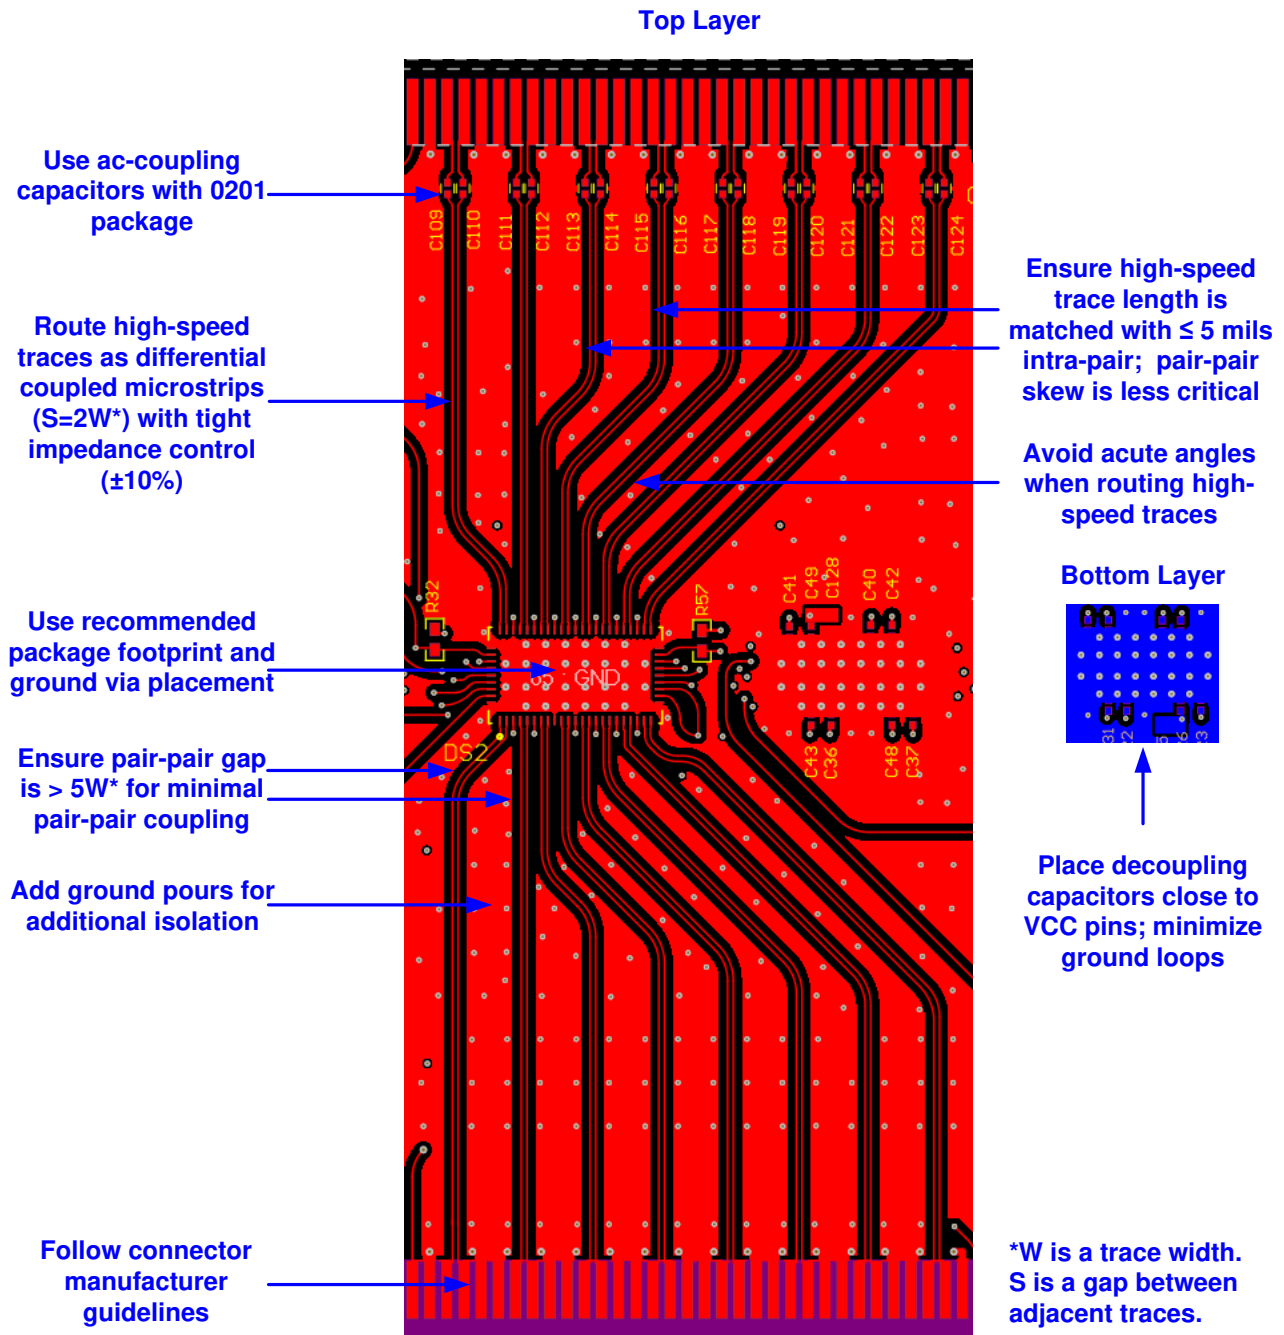 Top Layer
Use ac-coupling
capacitors with 0201
package
Route high-speed
traces as differential
coupled microstrips
(S=2W*) with tight
impedance control
(±10%)
Use recommended
package footprint and
ground via placement
Ensure pair-pair gap
is > 5W* for minimal
pair-pair coupling
Add ground pours for
additional isolation
Follow connector
manufacturer
guidelines
C109
C110
C111
C112
C113
C114
C115
C116
C117
C118
C119
C120
C121
C122
C123
C124
R32
R57
C41
C49
C128
C40
C42
GND
DS2
C43
C36
C48
C37
Ensure high-speed
trace length is
matched with ≤ 5 mils
intra-pair; pair-pair
skew is less critical
Avoid acute angles
when routing high-
speed traces
Bottom Layer
Place decoupling
capacitors close to
VCC pins; minimize
ground loops
*W is a trace width.
S is a gap between
adjacent traces.